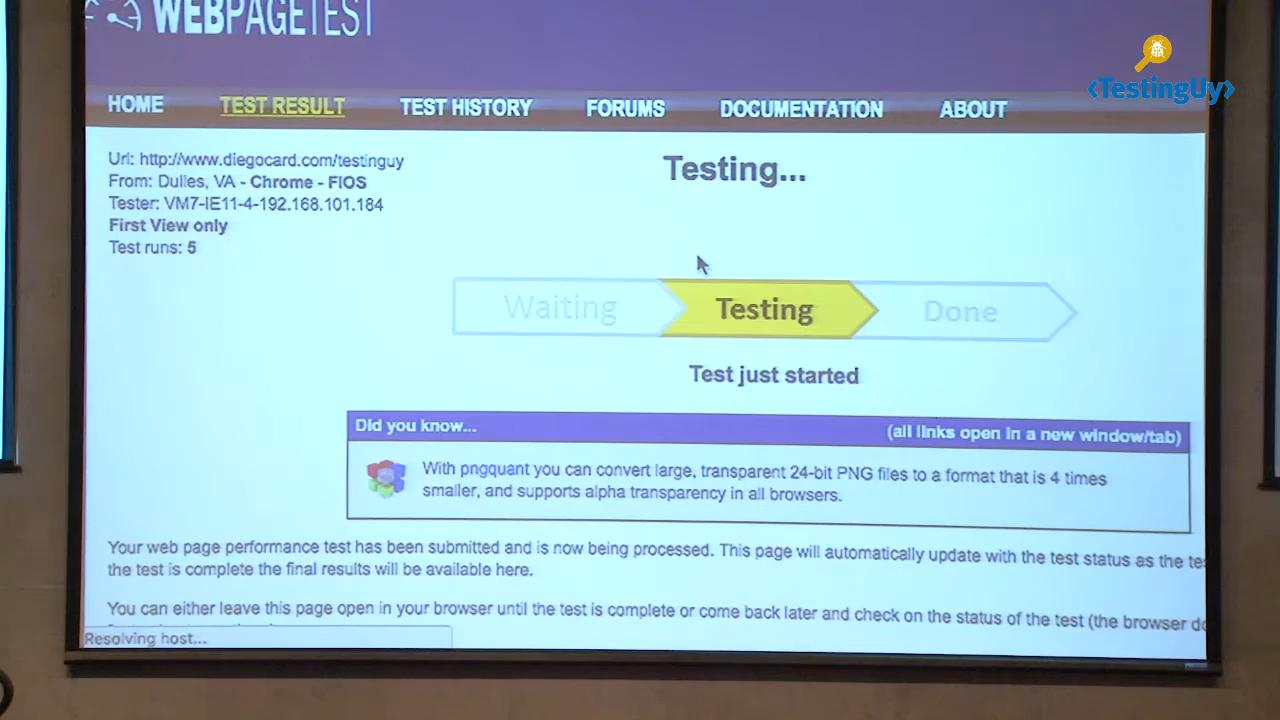 WEBPAGETEST
<TestingUy>
HOME TEST RESULT TEST HISTORY FORUMS DOCUMENTATION ABOUT
Url: http://www.diegocard.com/testinguy
From: Dulles, VA - Chrome - FIOS
Tester: VM7-IE11-4-192.168.101.184
First View only
Test runs: 5
Testing...
Waiting Testing Done
Test just started
Did you know... (all links open in a new window/tab)
With pngquant you can convert large, transparent 24-bit PNG files to a format that is 4 times
smaller, and supports alpha transparency in all browsers.
Your web page performance test has been submitted and is now being processed. This page will automatically update with the test status as the
the test is complete the final results will be available here.
You can either leave this page open in your browser until the test is complete or come back later and check on the status of the test (the browser
Resolving host...